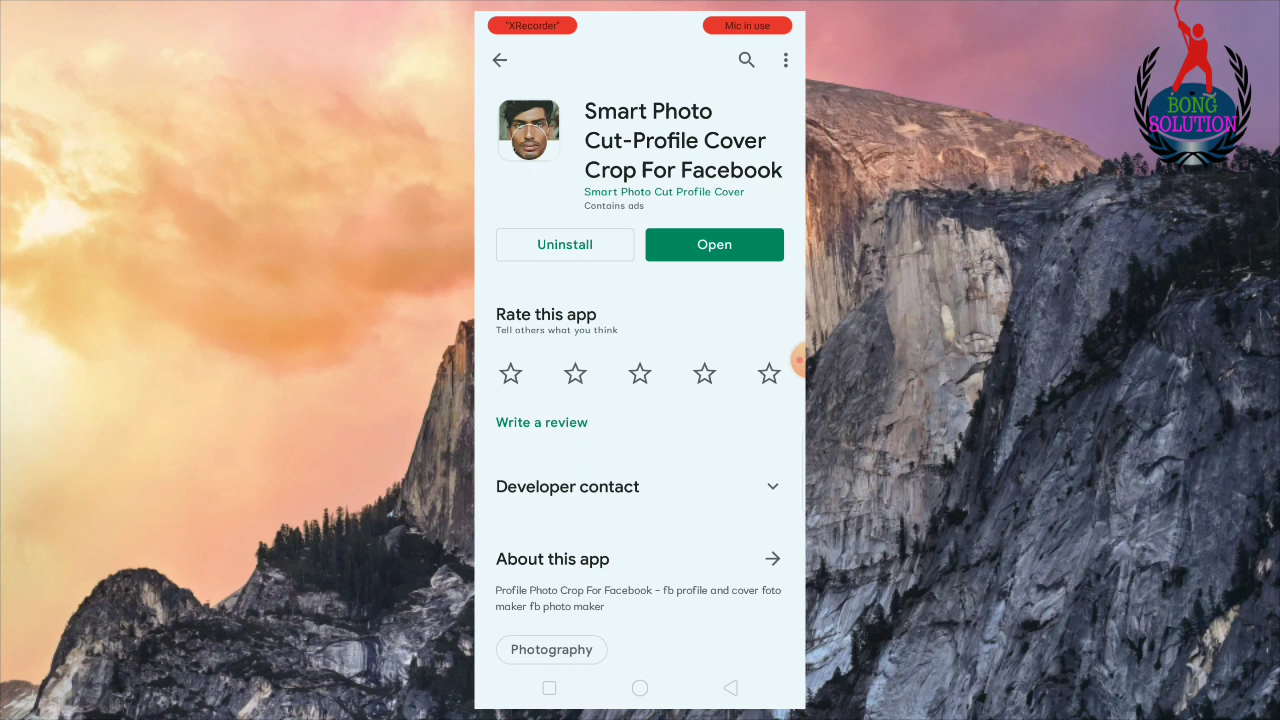 "XRecorder"
Mic in use
BONG
SOLUTION
Smart Photo
Cut-Profile Cover
Crop For Facebook
Smart Photo Cut Profile Cover
Contains ads
Uninstall
Open
Rate this app
Tell others what you think
Write a review
Developer contact
About this app
Profile Photo Crop For Facebook - fb profile and cover foto
maker fb photo maker
Photography